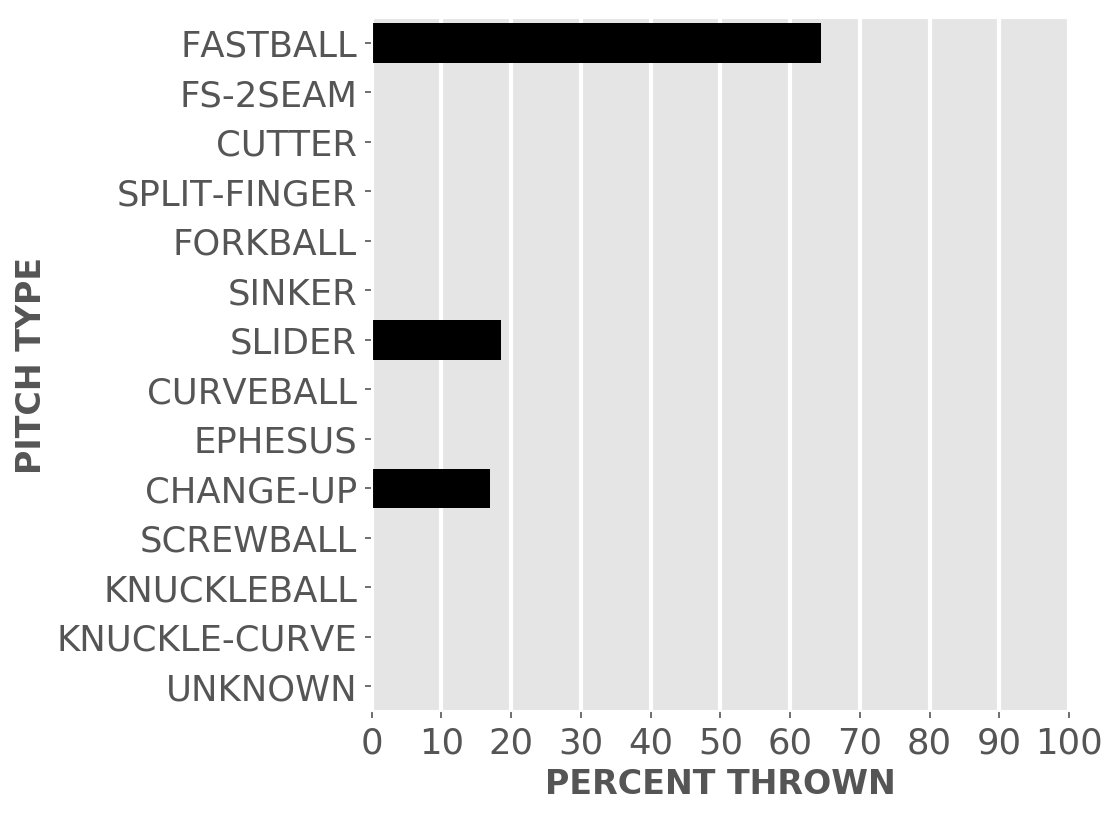 FASTBALL
FS-2SEAM
CUTTER
SPLIT-FINGER
FORKBALL
SINKER
SLIDER
CURVEBALL
EPHESUS
CHANGE-UP
SCREWBALL
KNUCKLEBALL
KNUCKLE-CURVE
UNKNOWN
PITCH TYPE
0 10 20 30 40 50 60 70 80 90 100
PERCENT THROWN